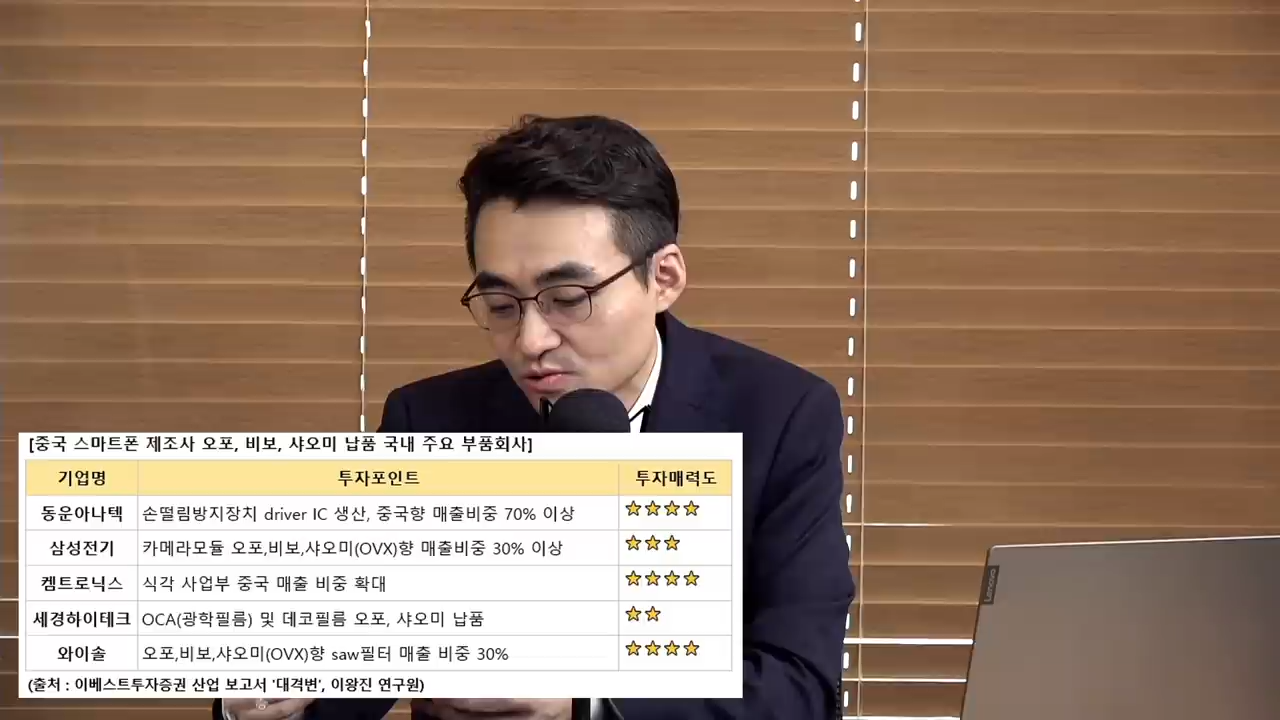 [중국 스마트폰 제조사 오포, 비보, 샤오미 납품 국내 주요 부품회사]
기업명 투자포인트 투자매력도
동운아나텍 손떨림방지장치 driver IC 생산, 중국향 매출비중 70% 이상 ★★★★
삼성전기 카메라모듈 오포,비보,샤오미(OVX)향 매출비중 30% 이상 ★★★
켐트로닉스 식각 사업부 중국 매출 비중 확대 ★★★★
세경하이테크 OCA(광학필름) 및 데코필름 오포, 샤오미 납품 ★★
와이솔 오포,비보,샤오미(OVX)향 saw필터 매출 비중 30% ★★★★
(출처 : 이베스트투자증권 산업 보고서 '대격변', 이왕진 연구원)
Lenovo